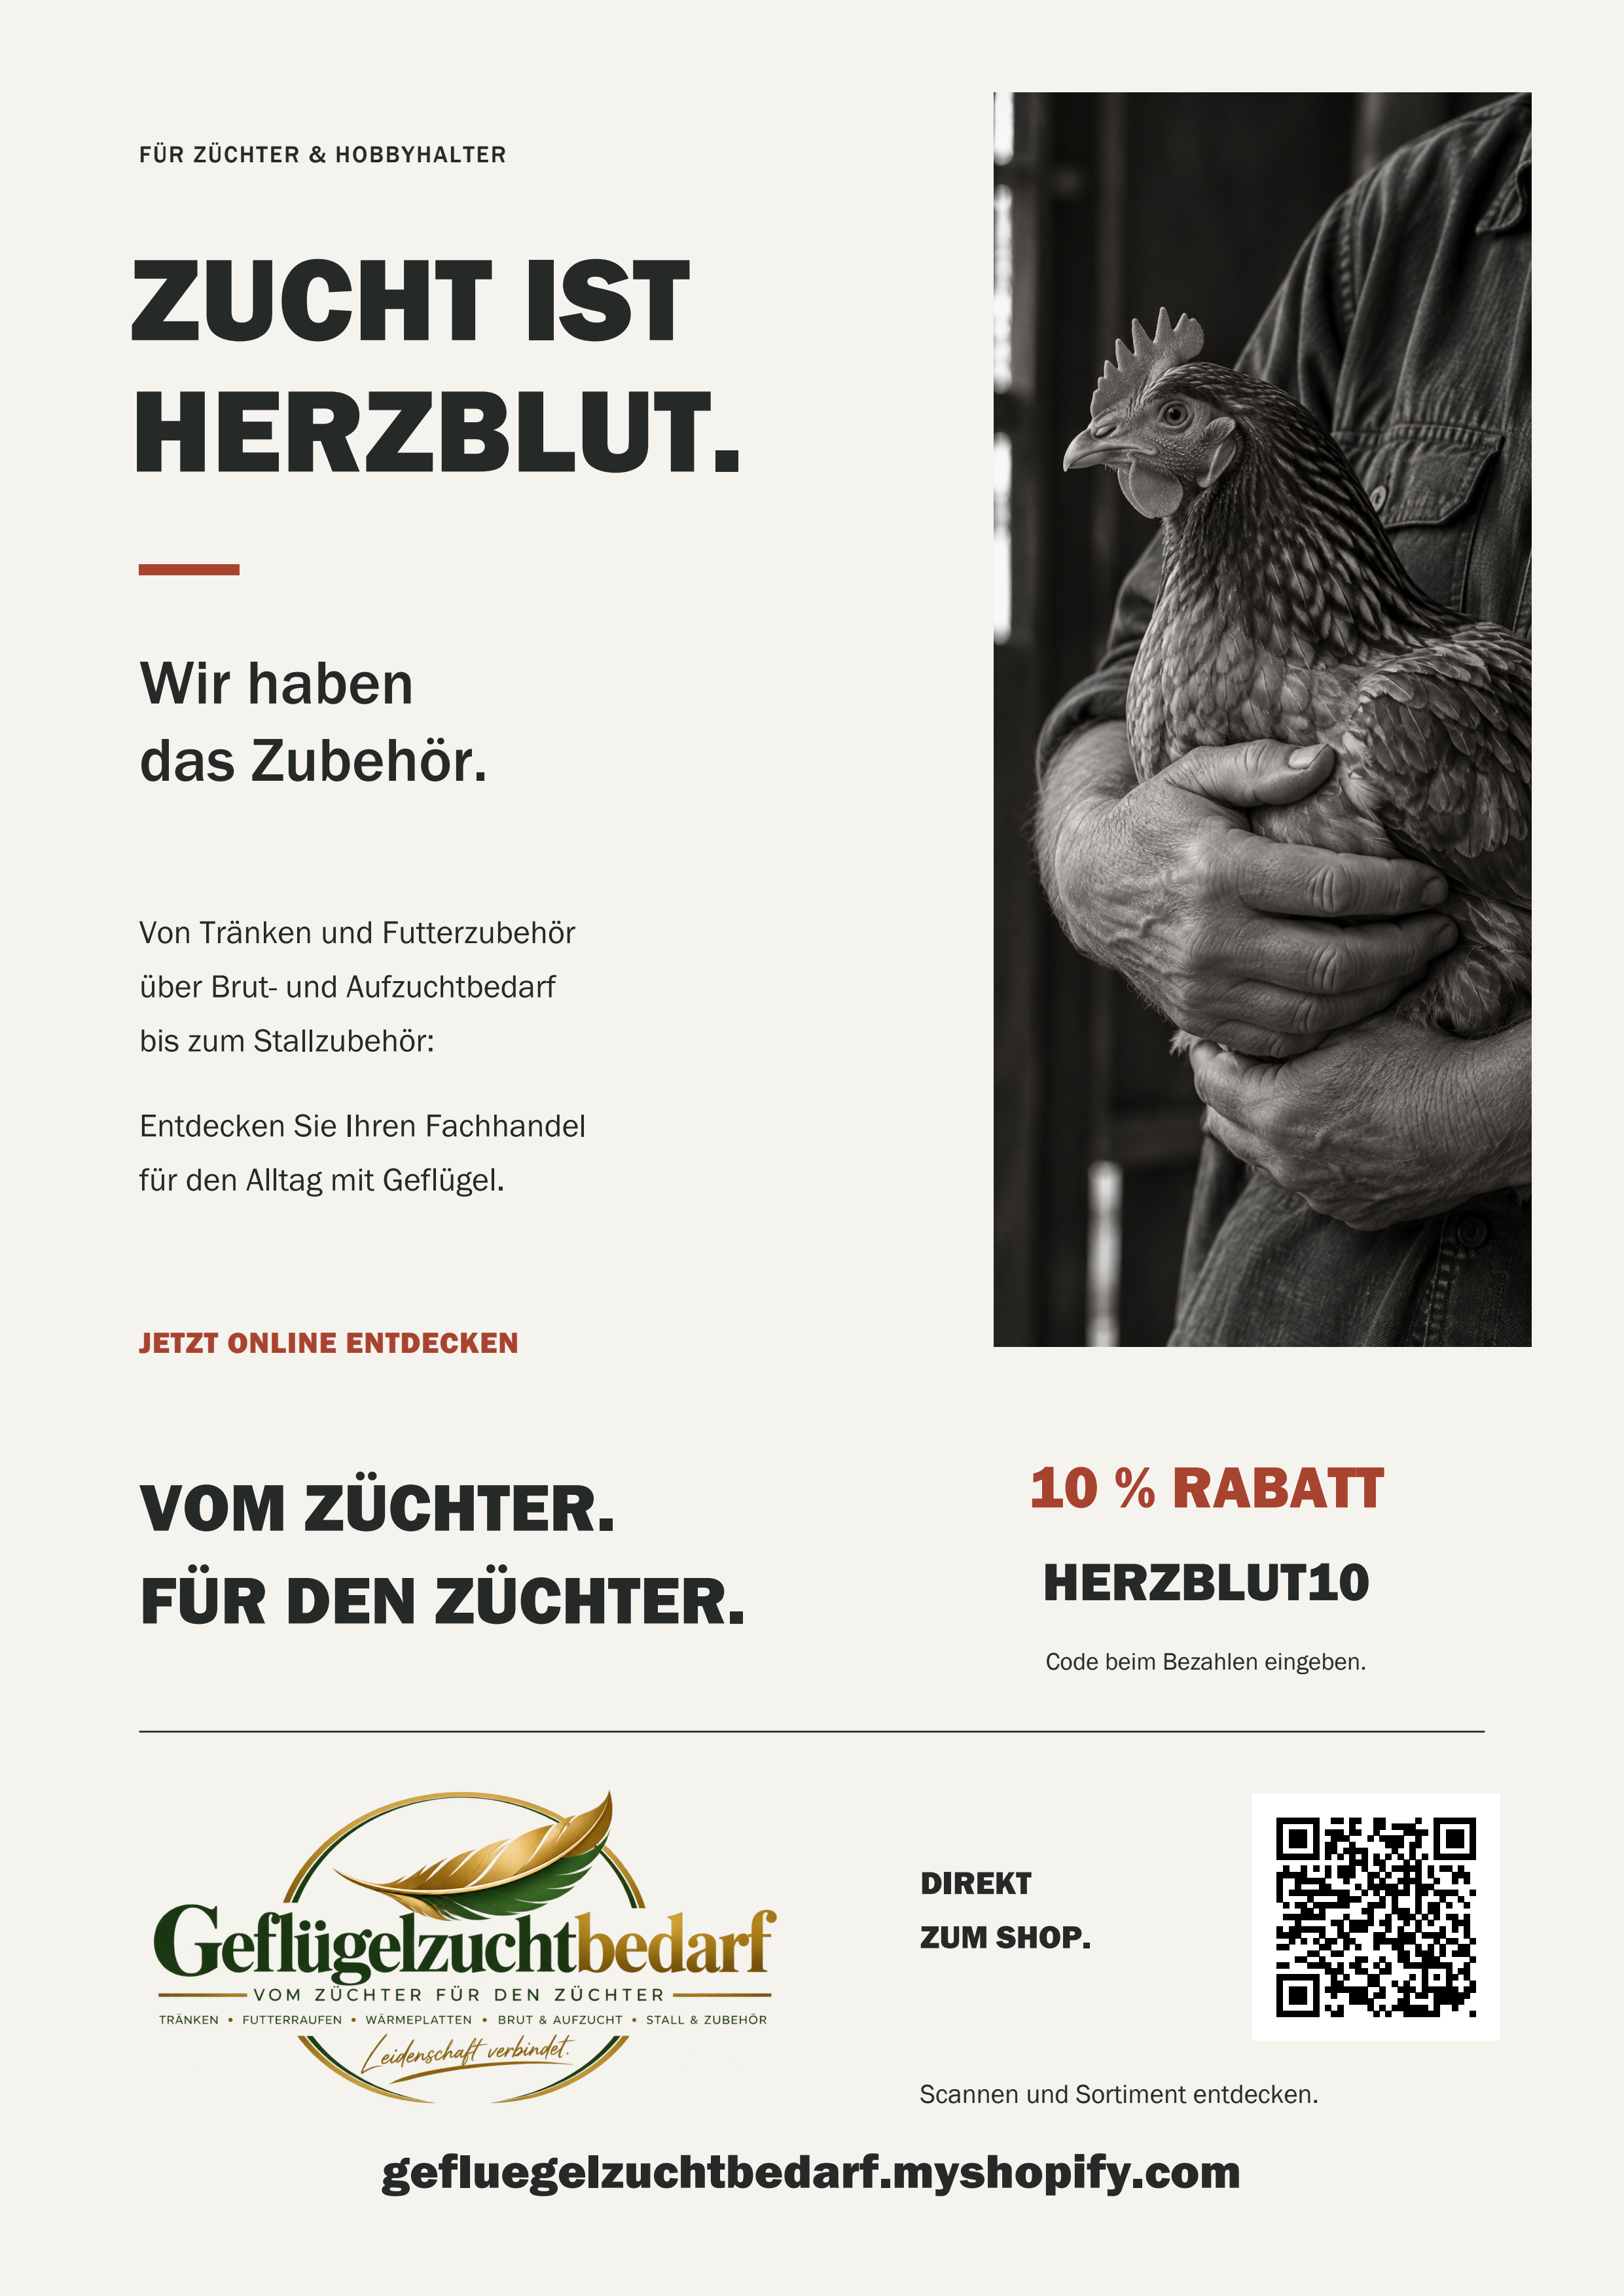 FÜR ZÜCHTER & HOBBYHALTER
ZUCHT IST
HERZBLUT.
Wir haben
das Zubehör.
Von Tränken und Futterzubehör
über Brut- und Aufzuchtbedarf
bis zum Stallzubehör:
Entdecken Sie Ihren Fachhandel
für den Alltag mit Geflügel.
JETZT ONLINE ENTDECKEN
VOM ZÜCHTER.
FÜR DEN ZÜCHTER.
10 % RABATT
HERZBLUT10
Code beim Bezahlen eingeben.
Geflügelzuchtbedarf
VOM ZÜCHTER FÜR DEN ZÜCHTER
TRÄNKEN • FUTTERRAUFEN • WÄRMEPLATTEN • BRUT & AUFZUCHT • STALL & ZUBEHÖR
Leidenschaft verbindet.
DIREKT
ZUM SHOP.
Scannen und Sortiment entdecken.
gefluegelzuchtbedarf.myshopify.com